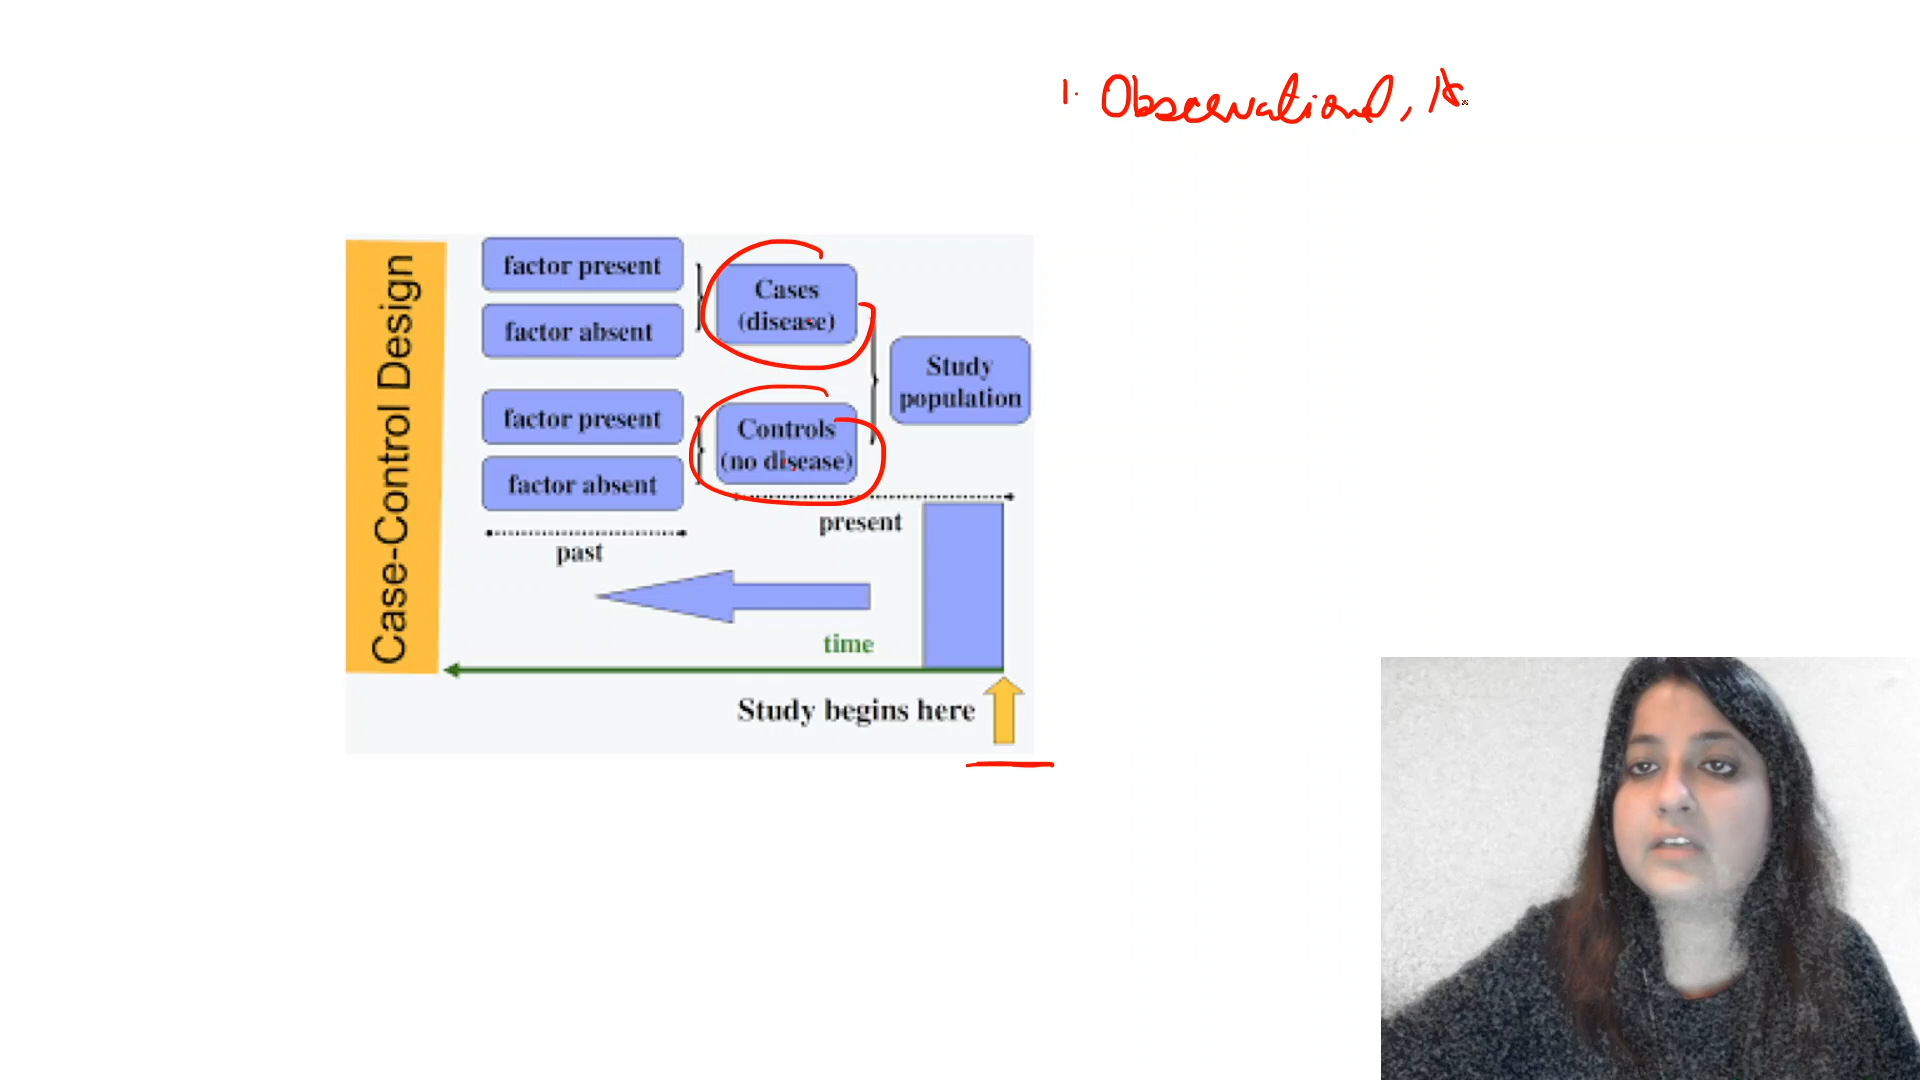 1. Observational,
Case-Control Design
factor present
factor absent
Cases
(disease)
factor present
factor absent
Controls
(no disease)
Study
population
past
present
time
Study begins here